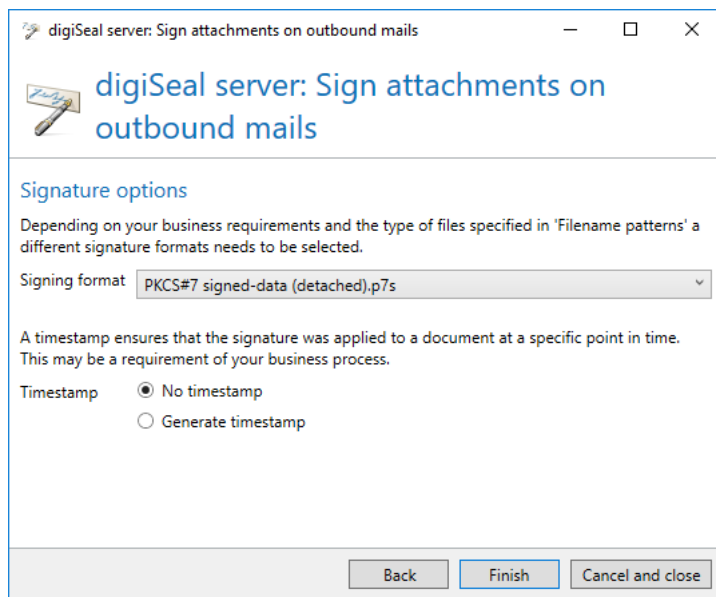 digiSeal server: Sign attachments on outbound mails
digiSeal server: Sign attachments on
outbound mails
Signature options
Depending on your business requirements and the type of files specified in 'Filename patterns' a
different signature formats needs to be selected.
Signing format PKCS#7 signed-data (detached).p7s
A timestamp ensures that the signature was applied to a document at a specific point in time.
This may be a requirement of your business process.
Timestamp No timestamp
Generate timestamp
Back Finish Cancel and close